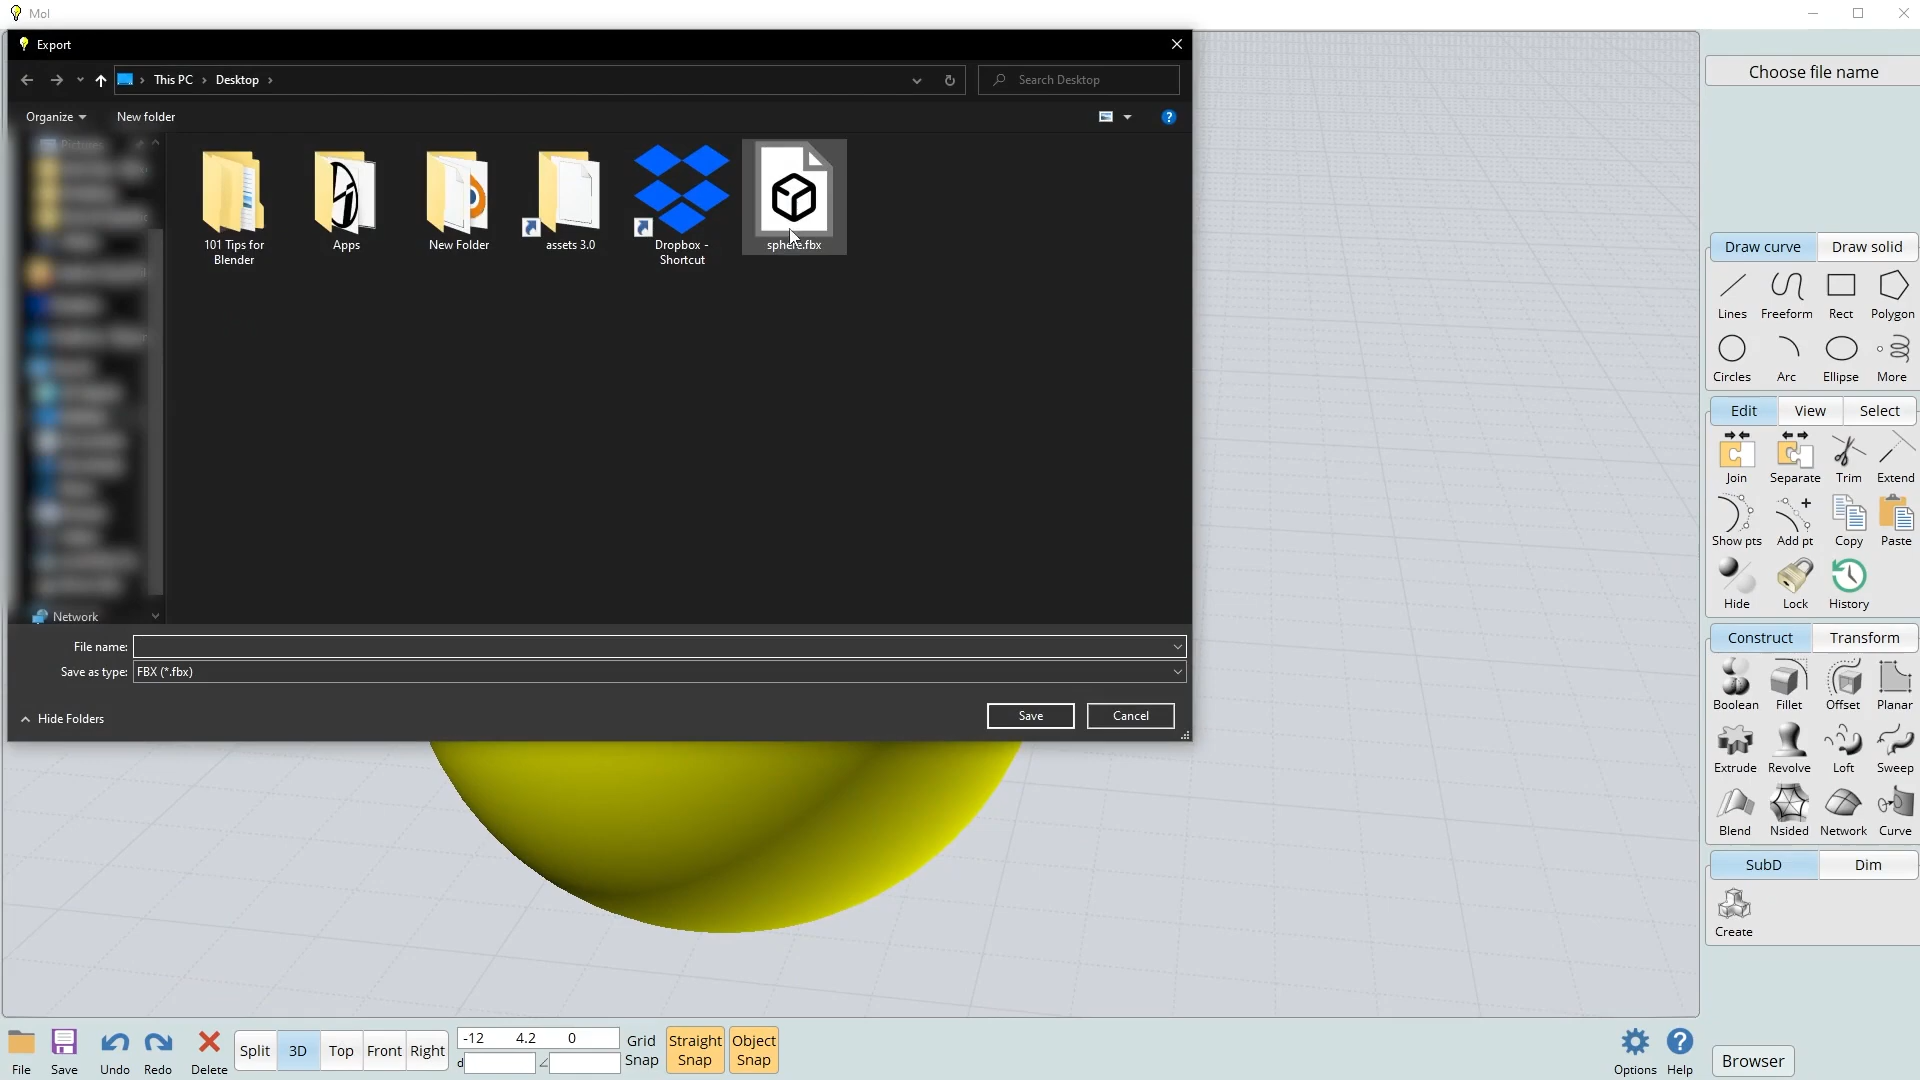 MoI
Export
This PC
Desktop
Search Desktop
Organize
New folder
Pictures
Network
101 Tips for
Blender
Apps
New Folder
assets 3.0
Dropbox -
Shortcut
sphere.fbx
File name:
Save as type: FBX (*.fbx)
Hide Folders
Save
Cancel
Choose file name
Draw curve
Draw solid
Lines
Freeform
Rect
Polygon
Circles
Arc
Ellipse
More
Edit
View
Select
Join
Separate
Trim
Extend
Show pts
Add pt
Copy
Paste
Hide
Lock
History
Construct
Transform
Boolean
Fillet
Offset
Planar
Extrude
Revolve
Loft
Sweep
Blend
Nsided
Network
Curve
SubD
Dim
Create
File
Save
Undo
Redo
Delete
Split
3D
Top
Front
Right
-12 4.2 0
d
Grid
Snap
Straight
Snap
Object
Snap
Options
Help
Browser